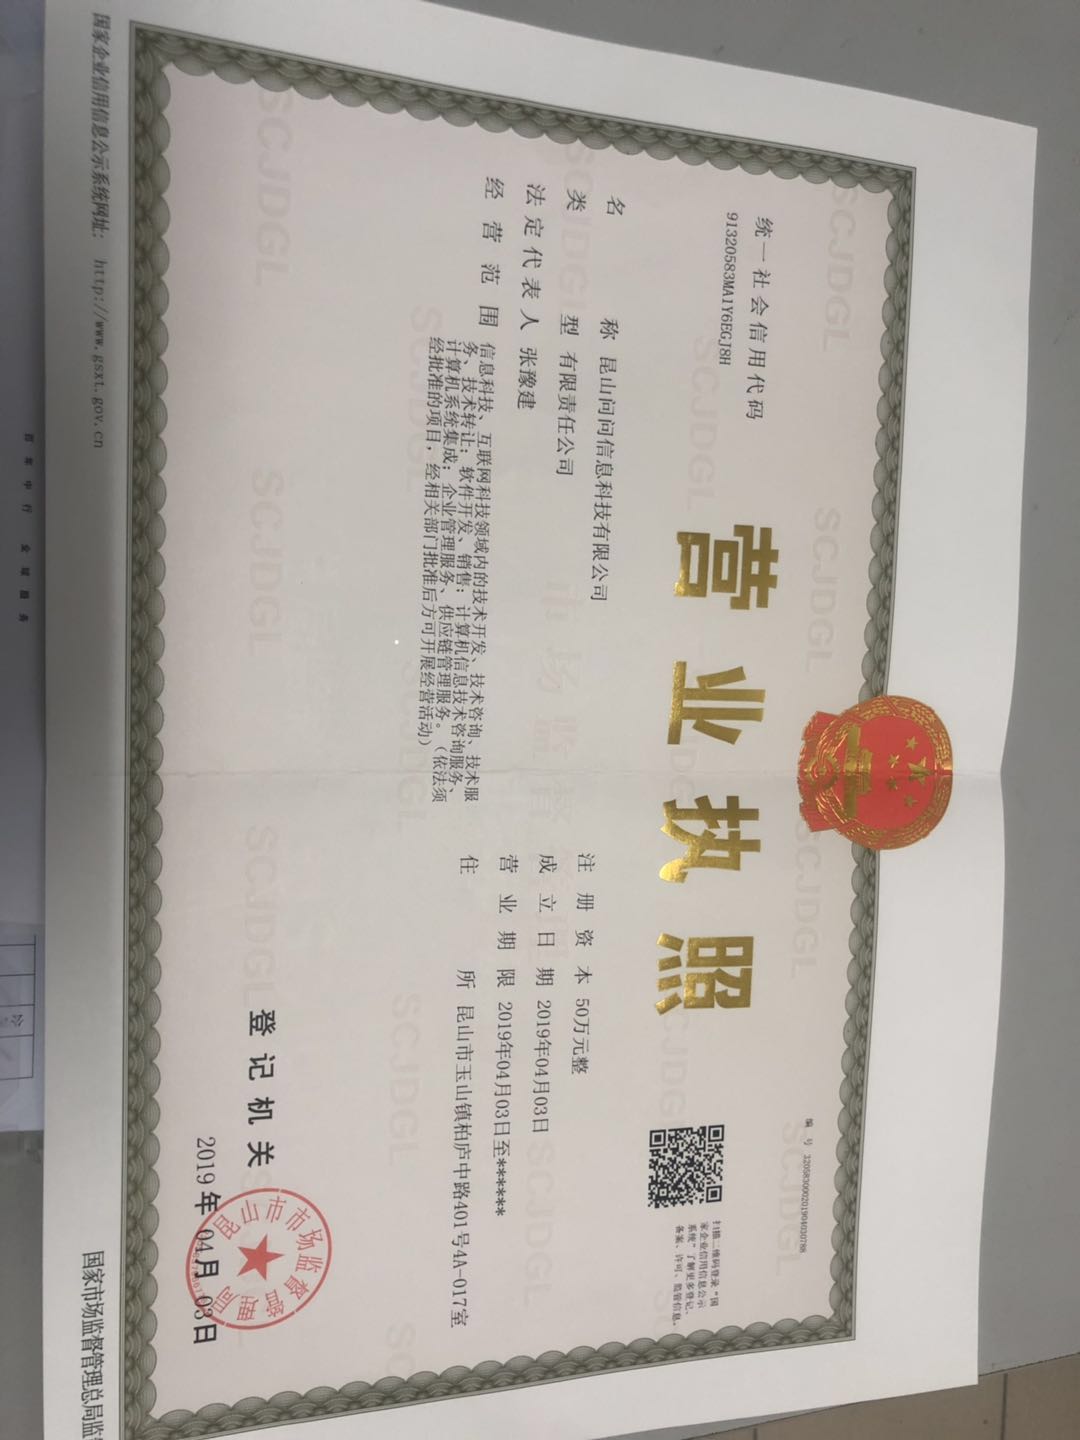 编 号 320583000201904030788
统一社会信用代码
91320583MA1Y6EGJ8H
营业执照
扫描二维码登录“国
家企业信用信息公示
系统”了解更多登记、
备案、许可、监管信息。
名 称 昆山问问信息科技有限公司
类 型 有限责任公司
法定代表人 张豫建
经营范围 信息科技、互联网科技领域内的技术开发、技术咨询、技术服
务、技术转让；软件开发、销售；计算机信息技术咨询服务、
计算机系统集成；企业管理服务、供应链管理服务。（依法须
经批准的项目，经相关部门批准后方可开展经营活动）
注册资本 50万元整
成立日期 2019年04月03日
营业期限 2019年04月03日至******
住 所 昆山市玉山镇柏庐中路401号4A-017室
登记机关
昆山市市场监督管理局
2019年04月03日
国家企业信用信息公示系统网址： http://www.gsxt.gov.cn
国家市场监督管理总局监
SCJDGL
市场监督
百年中行 全球服务